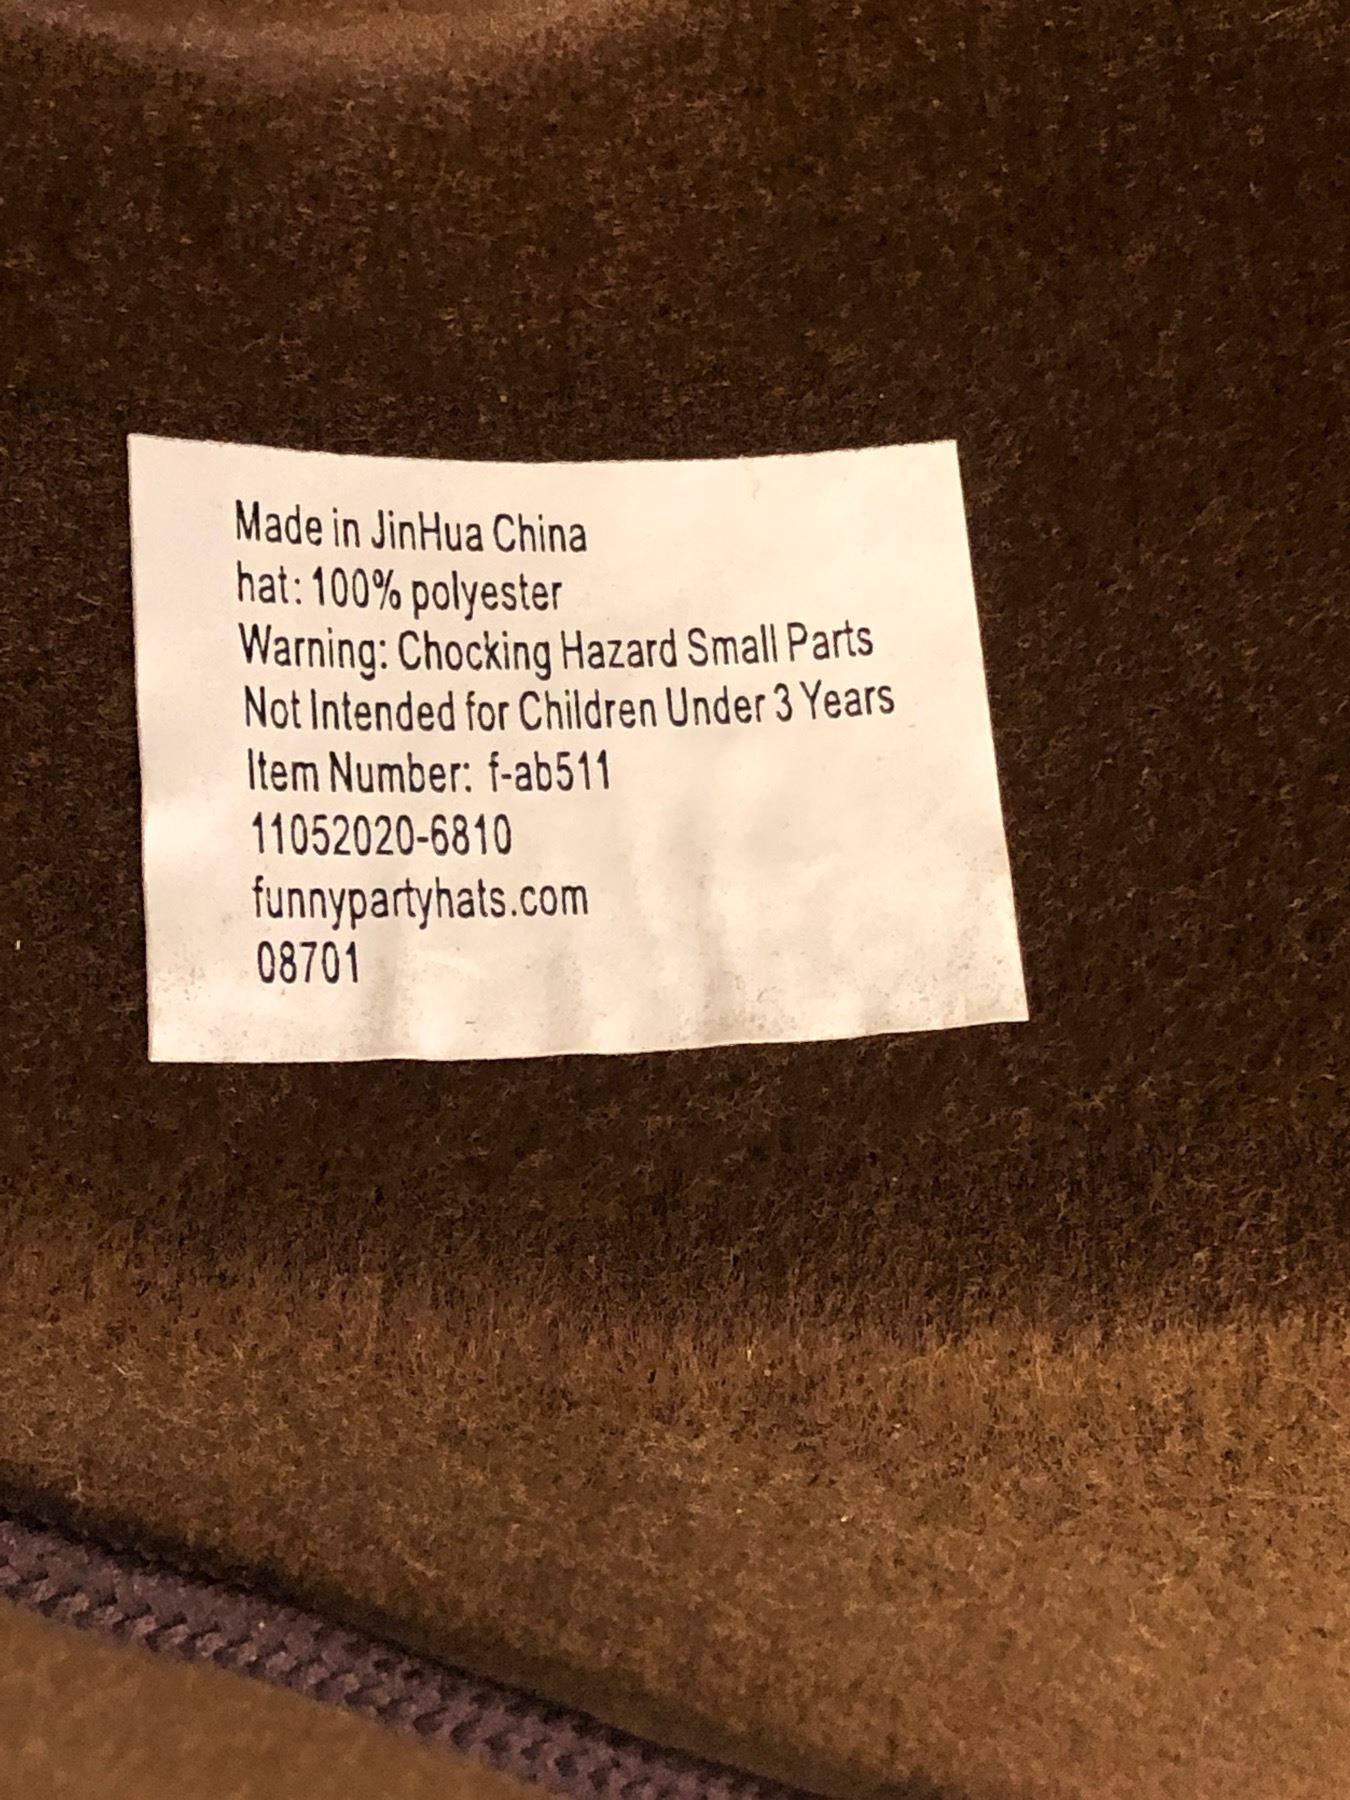 Made in JinHua China
hat: 100% polyester
Warning: Chocking Hazard Small Parts
Not Intended for Children Under 3 Years
Item Number: f-ab511
11052020-6810
funnypartyhats.com
08701